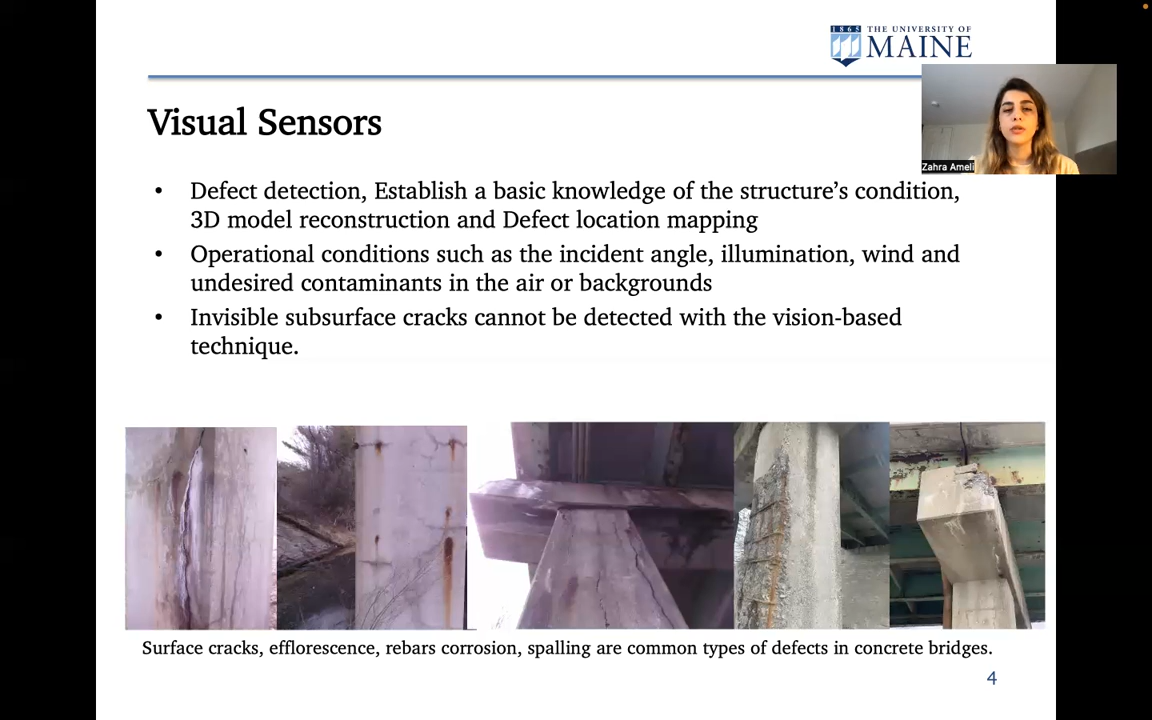 1865 THE UNIVERSITY OF
MAINE
Zahra Ameli
Visual Sensors
• Defect detection, Establish a basic knowledge of the structure’s condition,
3D model reconstruction and Defect location mapping
• Operational conditions such as the incident angle, illumination, wind and
undesired contaminants in the air or backgrounds
• Invisible subsurface cracks cannot be detected with the vision-based
technique.
Surface cracks, efflorescence, rebars corrosion, spalling are common types of defects in concrete bridges.
4